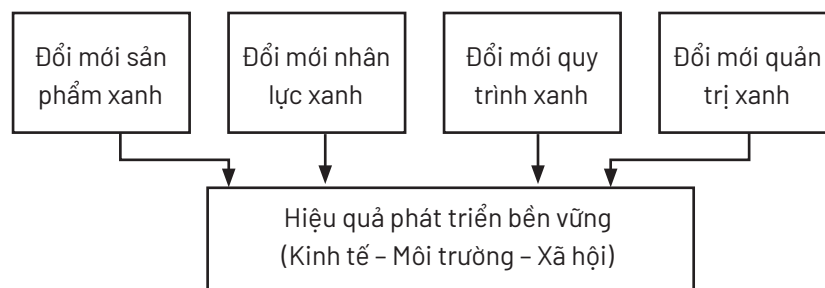 Đổi mới sản
phẩm xanh
Đổi mới nhân
lực xanh
Đổi mới quy
trình xanh
Đổi mới quản
trị xanh
Hiệu quả phát triển bền vững
(Kinh tế – Môi trường – Xã hội)